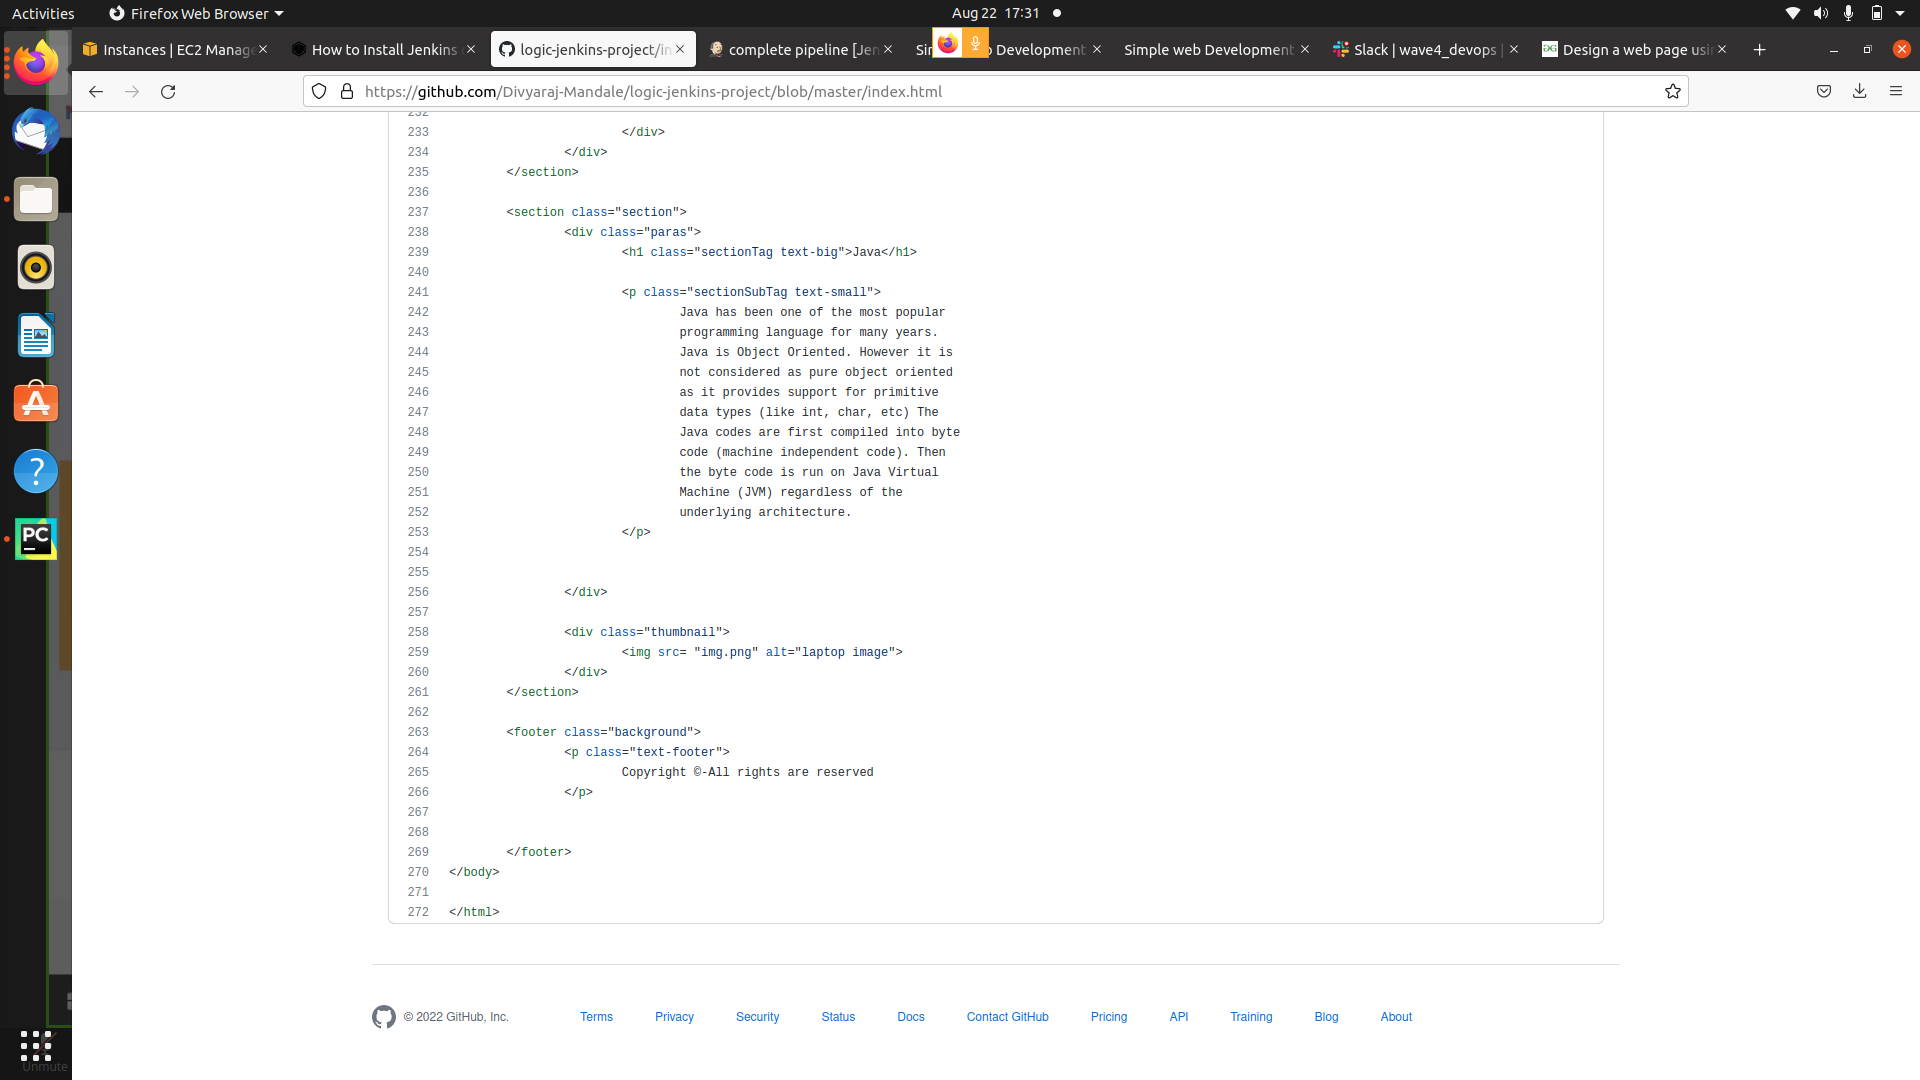 Activities
Firefox Web Browser
Aug 22 17:31
Instances | EC2 Manage
How to Install Jenkins
logic-jenkins-project/in
complete pipeline [Jen
Development
Simple web Development
Slack | wave4_devops |
Design a web page usin
https://github.com/Divyaraj-Mandale/logic-jenkins-project/blob/master/index.html
232
233 </div>
234 </div>
235 </section>
236
237 <section class="section">
238 <div class="paras">
239 <h1 class="sectionTag text-big">Java</h1>
240
241 <p class="sectionSubTag text-small">
242 Java has been one of the most popular
243 programming language for many years.
244 Java is Object Oriented. However it is
245 not considered as pure object oriented
246 as it provides support for primitive
247 data types (like int, char, etc) The
248 Java codes are first compiled into byte
249 code (machine independent code). Then
250 the byte code is run on Java Virtual
251 Machine (JVM) regardless of the
252 underlying architecture.
253 </p>
254
255
256 </div>
257
258 <div class="thumbnail">
259 <img src= "img.png" alt="laptop image">
260 </div>
261 </section>
262
263 <footer class="background">
264 <p class="text-footer">
265 Copyright ©-All rights are reserved
266 </p>
267
268
269 </footer>
270 </body>
271
272 </html>
© 2022 GitHub, Inc.
Terms
Privacy
Security
Status
Docs
Contact GitHub
Pricing
API
Training
Blog
About
PC
Unmute